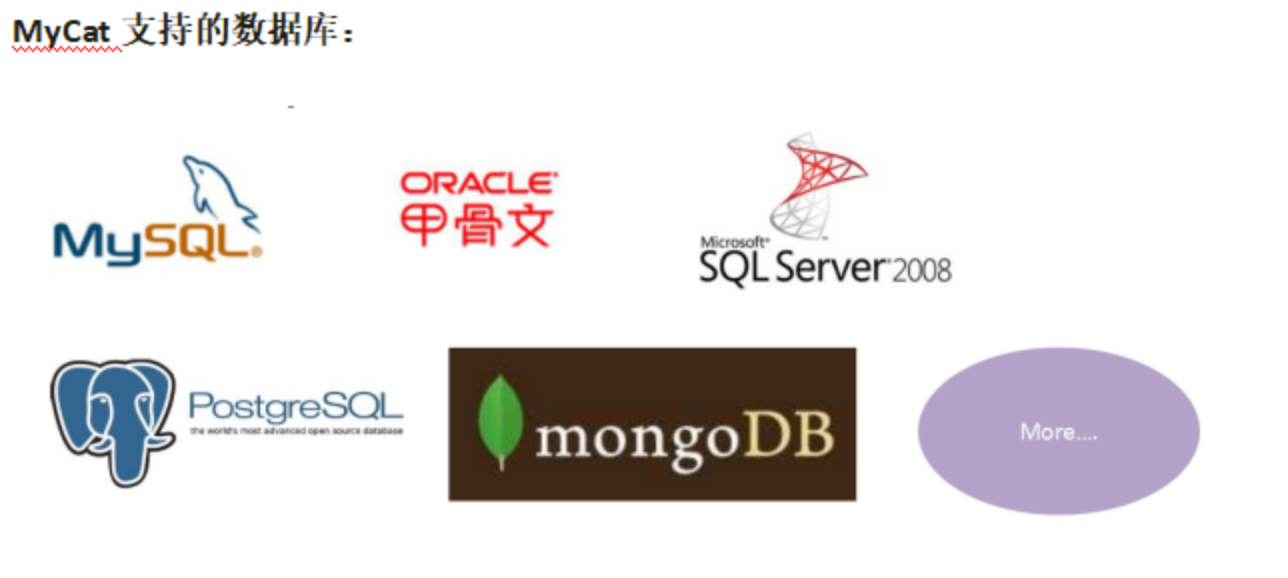 MyCat 支持的数据库：
MySQL®
ORACLE®
甲骨文
Microsoft®
SQL Server® 2008
PostgreSQL
the world's most advanced open source database
mongoDB
More....